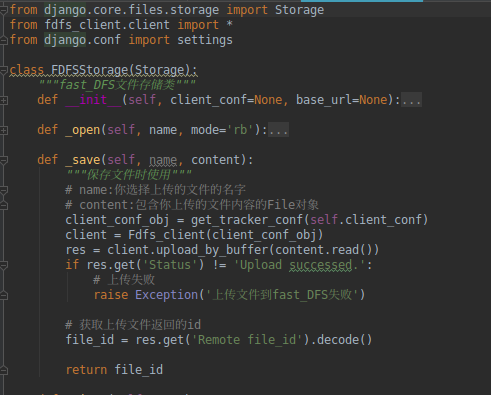 from django.core.files.storage import Storage
from fdfs_client.client import *
from django.conf import settings
class FDFSStorage(Storage):
"""fast_DFS文件存储类"""
def __init__(self, client_conf=None, base_url=None):...
def _open(self, name, mode='rb'):...
def _save(self, name, content):
"""保存文件时使用"""
# name:你选择上传的文件的名字
# content:包含你上传的文件内容的File对象
client_conf_obj = get_tracker_conf(self.client_conf)
client = Fdfs_client(client_conf_obj)
res = client.upload_by_buffer(content.read())
if res.get('Status') != 'Upload successed.':
# 上传失败
raise Exception('上传文件到fast_DFS失败')
# 获取上传文件返回的id
file_id = res.get('Remote file_id').decode()
return file_id